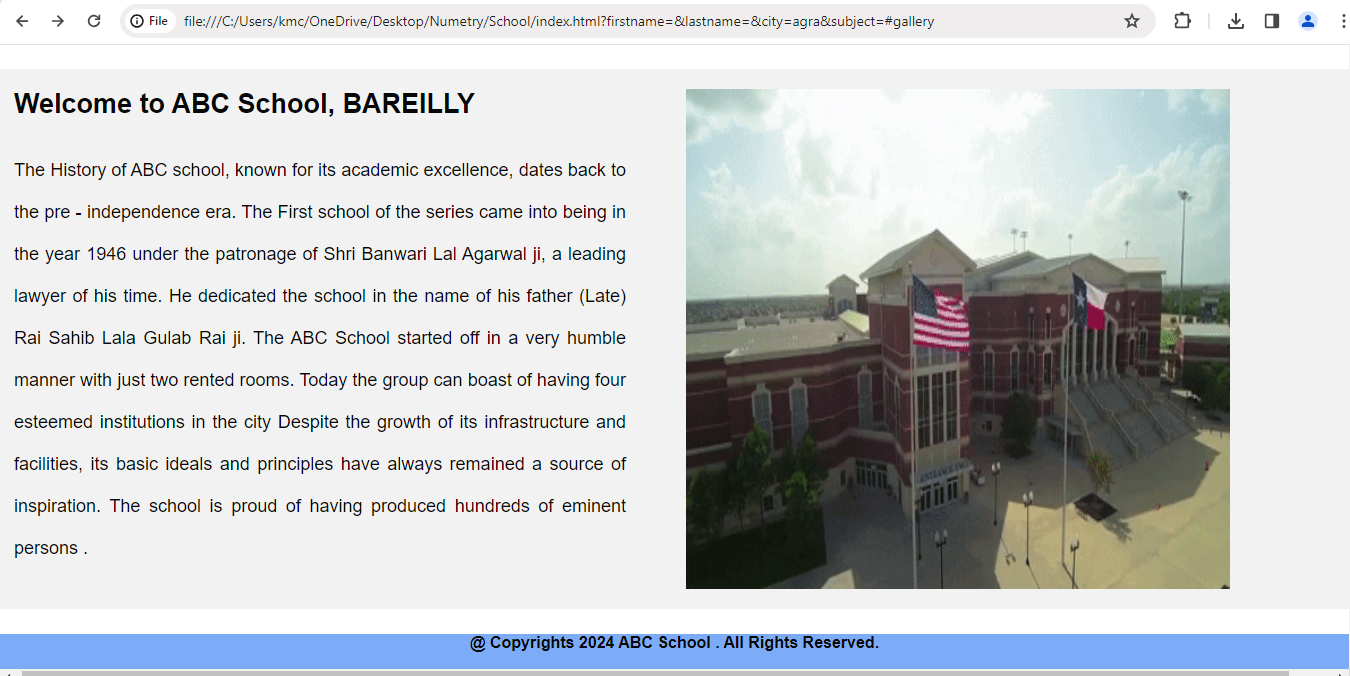 File
file:///C:/Users/kmc/OneDrive/Desktop/Numetry/School/index.html?firstname=&lastname=&city=agra&subject=#gallery
Welcome to ABC School, BAREILLY
The History of ABC school, known for its academic excellence, dates back to
the pre - independence era. The First school of the series came into being in
the year 1946 under the patronage of Shri Banwari Lal Agarwal ji, a leading
lawyer of his time. He dedicated the school in the name of his father (Late)
Rai Sahib Lala Gulab Rai ji. The ABC School started off in a very humble
manner with just two rented rooms. Today the group can boast of having four
esteemed institutions in the city Despite the growth of its infrastructure and
facilities, its basic ideals and principles have always remained a source of
inspiration. The school is proud of having produced hundreds of eminent
persons .
@ Copyrights 2024 ABC School . All Rights Reserved.